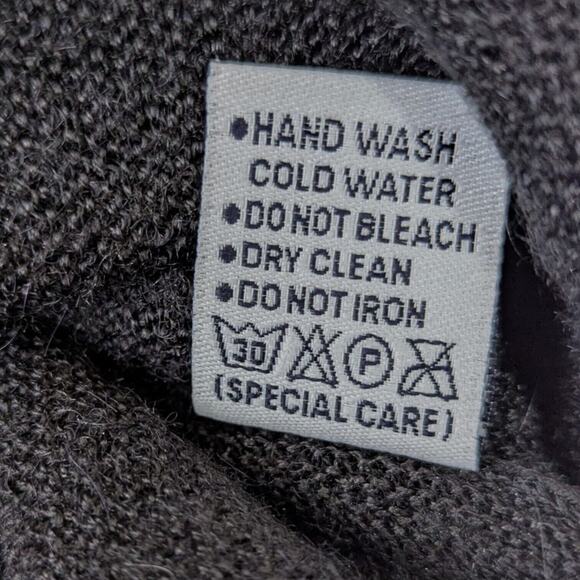 •HAND WASH
COLD WATER
•DO NOT BLEACH
•DRY CLEAN
•DO NOT IRON
30 P
(SPECIAL CARE)